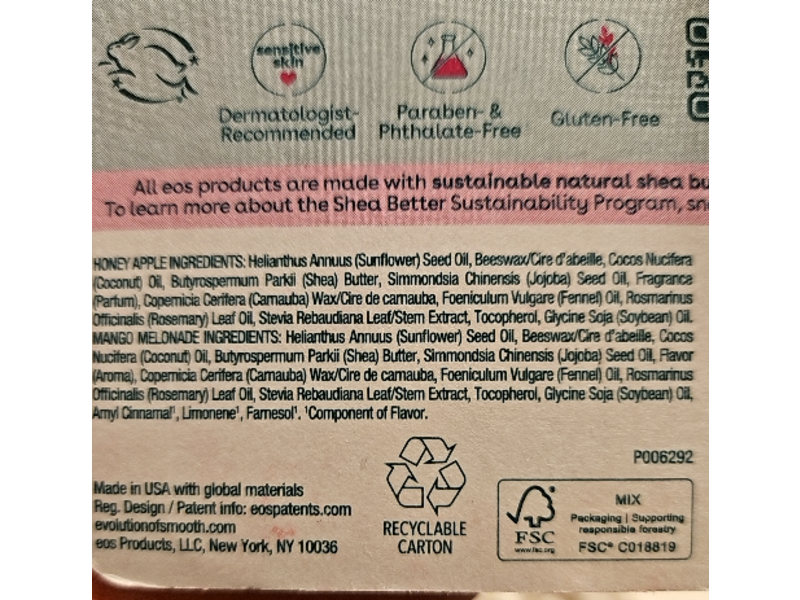 sensitive
skin
Dermatologist-
Recommended
Paraben- &
Phthalate-Free
Gluten-Free
All eos products are made with sustainable natural shea bu
To learn more about the Shea Better Sustainability Program, sn
HONEY APPLE INGREDIENTS: Helianthus Annuus (Sunflower) Seed Oil, Beeswax/Cire d'abeille, Cocos Nucifera
(Coconut) Oil, Butyrospermum Parkii (Shea) Butter, Simmondsia Chinensis (Jojoba) Seed Oil, Fragrance
(Parfum), Copernicia Cerifera (Carnauba) Wax/Cire de carnauba, Foeniculum Vulgare (Fennel) Oil, Rosmarinus
Officinalis (Rosemary) Leaf Oil, Stevia Rebaudiana Leaf/Stem Extract, Tocopherol, Glycine Soja (Soybean) Oil.
MANGO MELONADE INGREDIENTS: Helianthus Annuus (Sunflower) Seed Oil, Beeswax/Cire d'abeille, Cocos
Nucifera (Coconut) Oil, Butyrospermum Parkii (Shea) Butter, Simmondsia Chinensis (Jojoba) Seed Oil, Flavor
(Aroma), Copernicia Cerifera (Carnauba) Wax/Cire de carnauba, Foeniculum Vulgare (Fennel) Oil, Rosmarinus
Officinalis (Rosemary) Leaf Oil, Stevia Rebaudiana Leaf/Stem Extract, Tocopherol, Glycine Soja (Soybean) Oil,
Amyl Cinnamal¹, Limonene¹, Farnesol¹. ¹Component of Flavor.
P006292
Made in USA with global materials
Reg. Design / Patent info: eospatents.com
evolutionofsmooth.com
eos Products, LLC, New York, NY 10036
RECYCLABLE
CARTON
FSC
www.fsc.org
MIX
Packaging | Supporting
responsible forestry
FSC® C018819